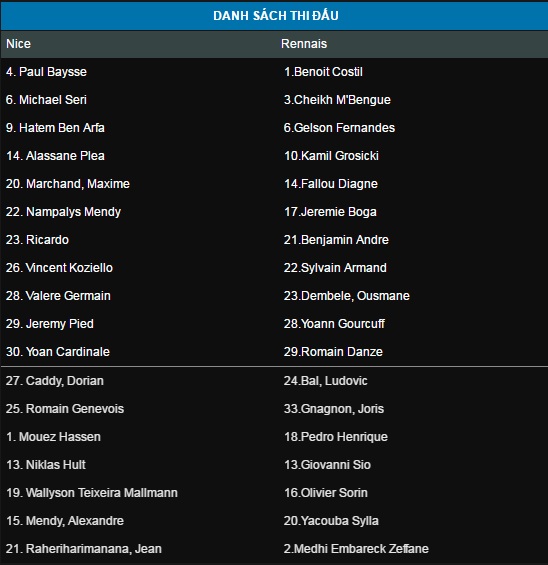 DANH SÁCH THI ĐẤU
Nice Rennais
4. Paul Baysse 1.Benoit Costil
6. Michael Seri 3.Cheikh M'Bengue
9. Hatem Ben Arfa 6.Gelson Fernandes
14. Alassane Plea 10.Kamil Grosicki
20. Marchand, Maxime 14.Fallou Diagne
22. Nampalys Mendy 17.Jeremie Boga
23. Ricardo 21.Benjamin Andre
26. Vincent Koziello 22.Sylvain Armand
28. Valere Germain 23.Dembele, Ousmane
29. Jeremy Pied 28.Yoann Gourcuff
30. Yoan Cardinale 29.Romain Danze
27. Caddy, Dorian 24.Bal, Ludovic
25. Romain Genevois 33.Gnagnon, Joris
1. Mouez Hassen 18.Pedro Henrique
13. Niklas Hult 13.Giovanni Sio
19. Wallyson Teixeira Mallmann 16.Olivier Sorin
15. Mendy, Alexandre 20.Yacouba Sylla
21. Raheriharimanana, Jean 2.Medhi Embareck Zeffane